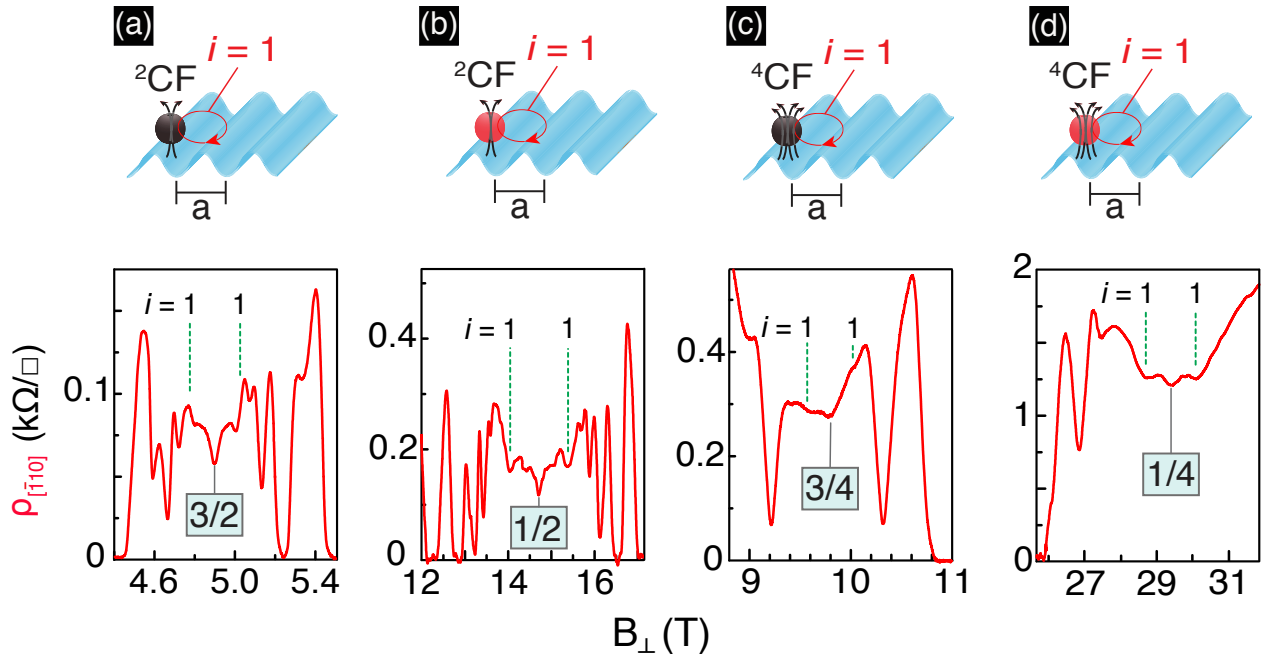 (a) (b) (c) (d)
i = 1 i = 1 i = 1 i = 1
²CF ²CF ⁴CF ⁴CF
a a a a
ρ[1̄10] (kΩ/□)
0.1
0
i = 1 1
3/2
4.6 5.0 5.4
0.4
0.2
0
i = 1 1
1/2
12 14 16
0.4
0.2
0
i = 1 1
3/4
9 10 11
2
1
0
i = 1 1
1/4
27 29 31
B⊥(T)